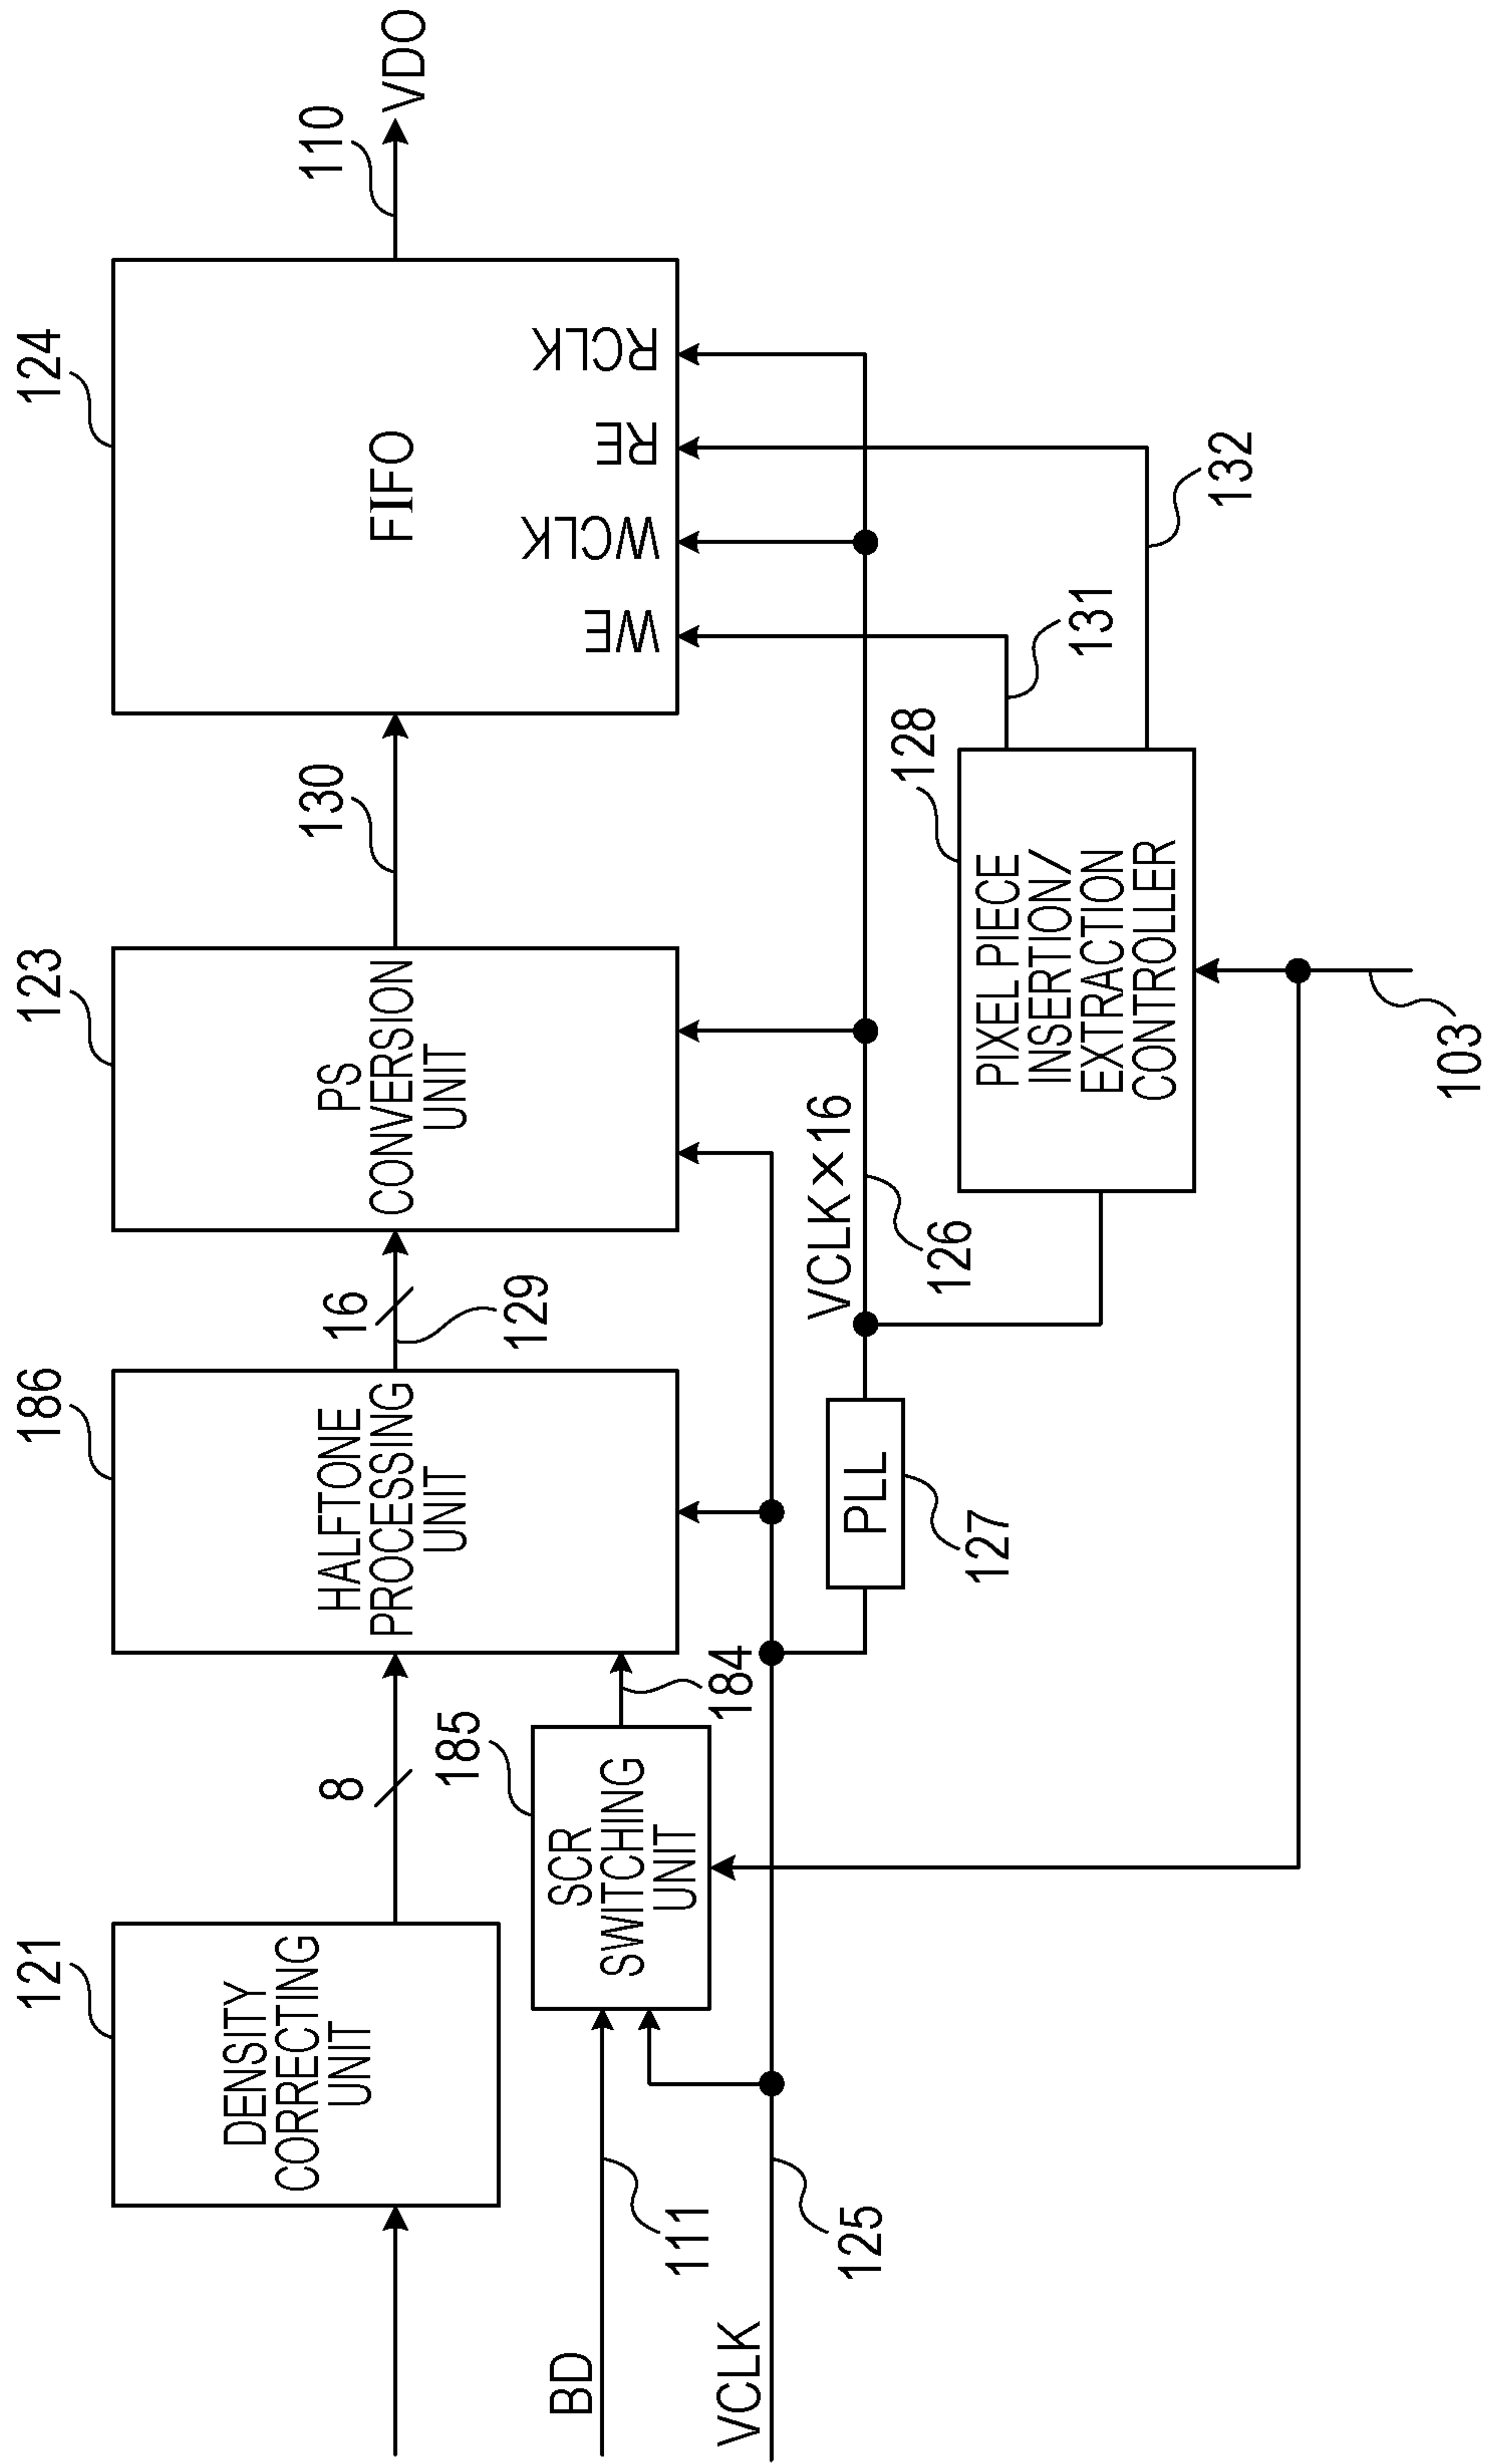 121
DENSITY
CORRECTING
UNIT
8
186
HALFTONE
PROCESSING
UNIT
16
129
123
PS
CONVERSION
UNIT
130
124
FIFO
WE
WCLK
RE
RCLK
110
VDO
BD
111
185
SCR
SWITCHING
UNIT
184
VCLK
125
PLL
127
VCLK×16
126
128
PIXEL PIECE
INSERTION/
EXTRACTION
CONTROLLER
131
132
103